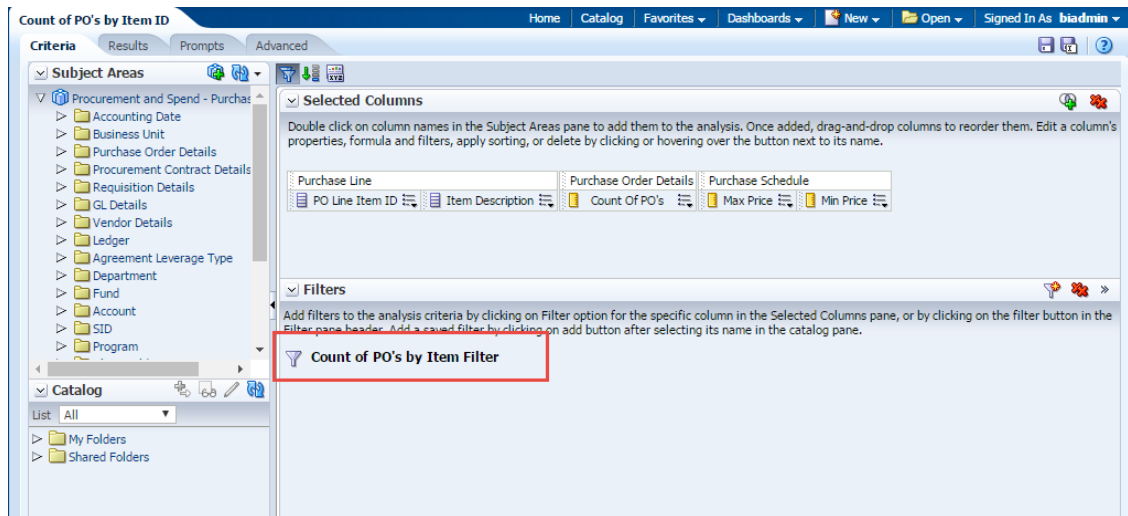 Count of PO's by Item ID
Home Catalog Favorites Dashboards New Open Signed In As biadmin
Criteria Results Prompts Advanced
Subject Areas
Procurement and Spend - Purchas
Accounting Date
Business Unit
Purchase Order Details
Procurement Contract Details
Requisition Details
GL Details
Vendor Details
Ledger
Agreement Leverage Type
Department
Fund
Account
SID
Program
Catalog
List All
My Folders
Shared Folders
XYZ
Selected Columns
Double click on column names in the Subject Areas pane to add them to the analysis. Once added, drag-and-drop columns to reorder them. Edit a column's
properties, formula and filters, apply sorting, or delete by clicking or hovering over the button next to its name.
Purchase Line Purchase Order Details Purchase Schedule
PO Line Item ID Item Description Count Of PO's Max Price Min Price
Filters
Add filters to the analysis criteria by clicking on Filter option for the specific column in the Selected Columns pane, or by clicking on the filter button in the
Filter pane header. Add a saved filter by clicking on add button after selecting its name in the catalog pane.
Count of PO's by Item Filter